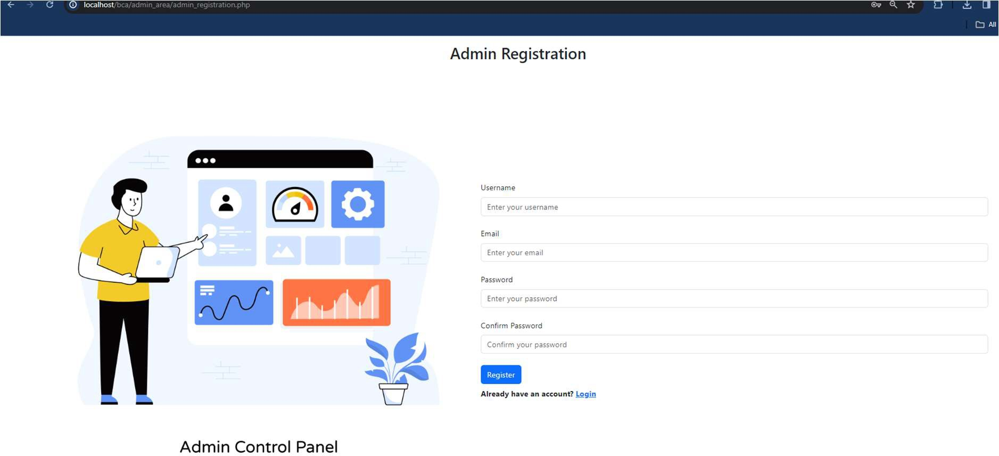 localhost/bca/admin_area/admin_registration.php
All
Admin Registration
Username
Enter your username
Email
Enter your email
Password
Enter your password
Confirm Password
Confirm your password
Register
Already have an account? Login
Admin Control Panel